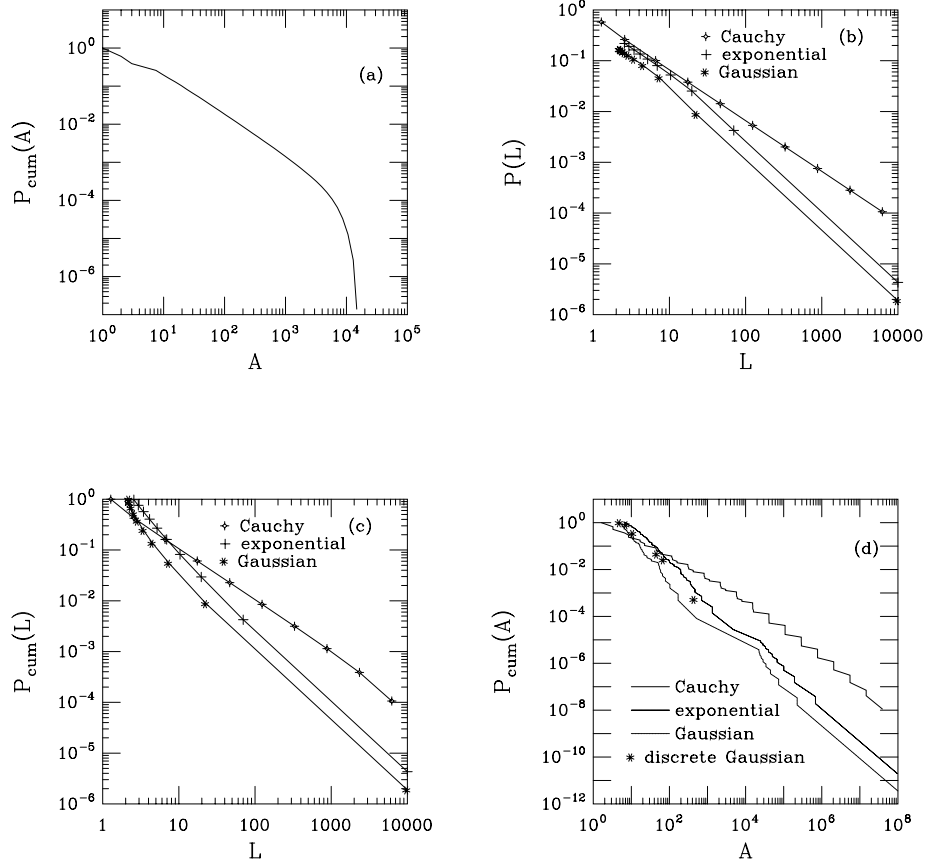 10^0
10^-2
10^-4
10^-6
P_cum(A)
(a)
10^0 10^1 10^2 10^3 10^4 10^5
A
10^0
10^-1
10^-2
10^-3
10^-4
10^-5
10^-6
P(L)
Cauchy
exponential
Gaussian
(b)
1 10 100 1000 10000
L
10^0
10^-1
10^-2
10^-3
10^-4
10^-5
10^-6
P_cum(L)
Cauchy
exponential
Gaussian
(c)
1 10 100 1000 10000
L
10^0
10^-2
10^-4
10^-6
10^-8
10^-10
10^-12
P_cum(A)
(d)
Cauchy
exponential
Gaussian
discrete Gaussian
10^0 10^2 10^4 10^6 10^8
A